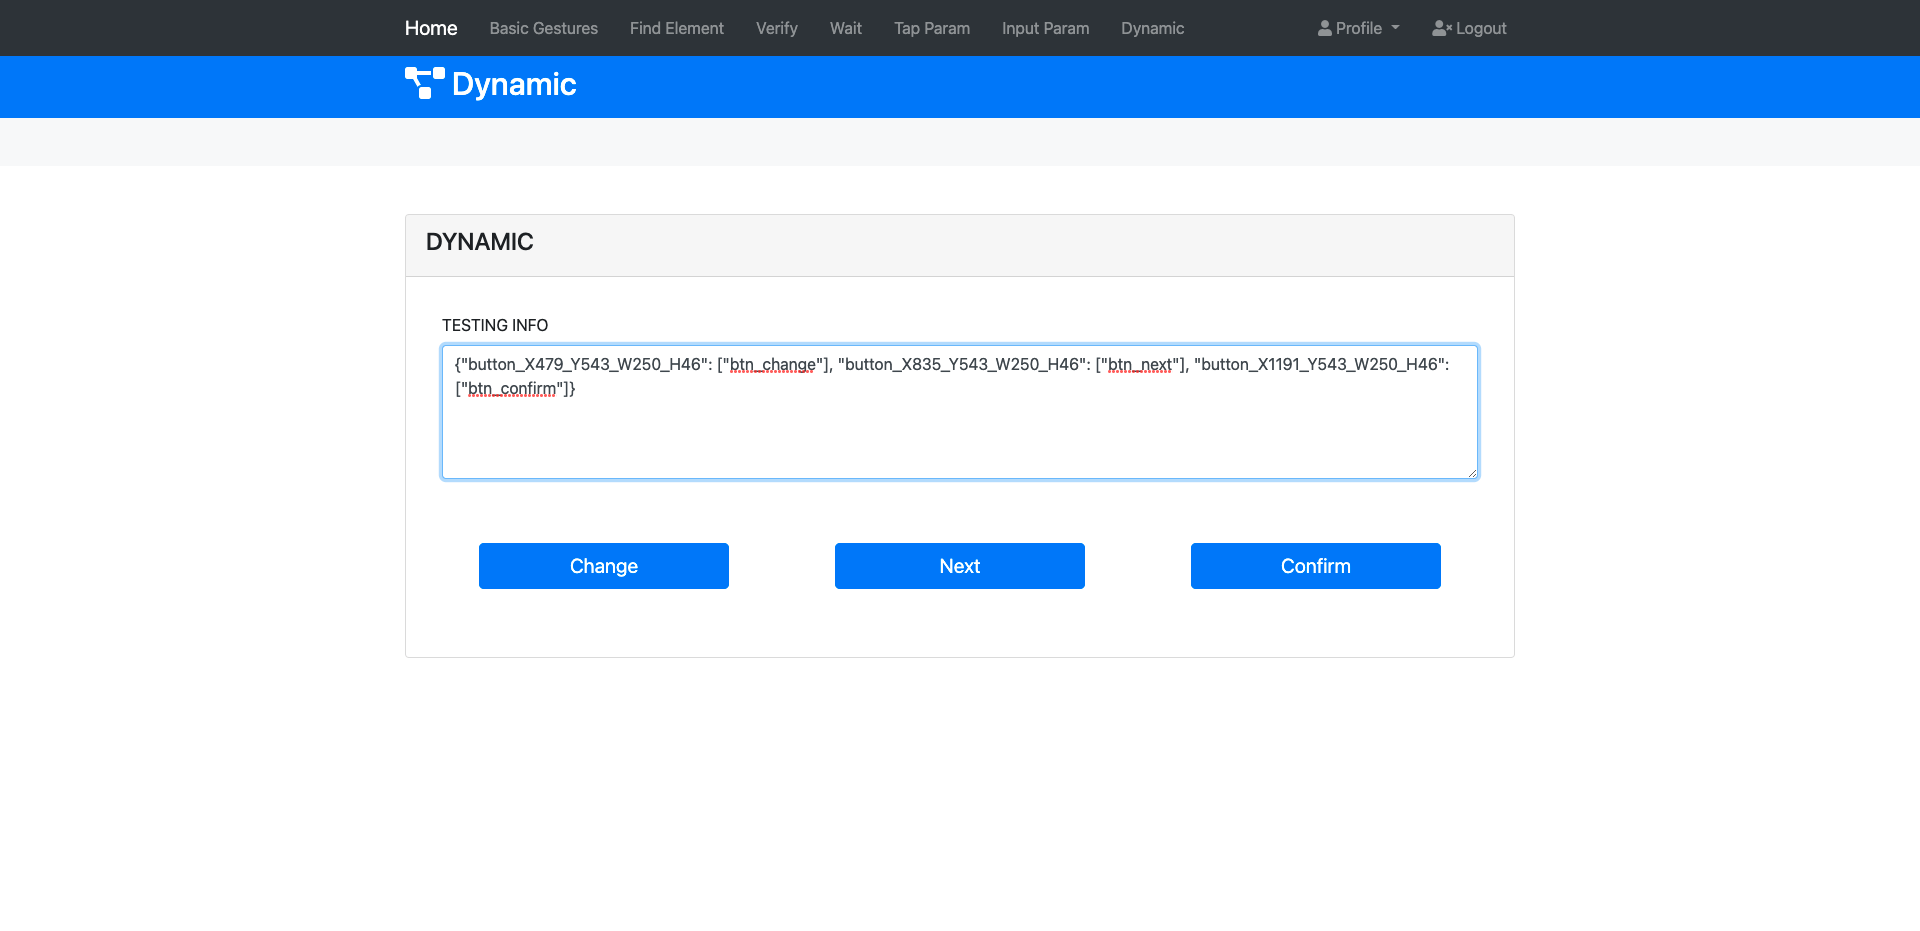 Home Basic Gestures Find Element Verify Wait Tap Param Input Param Dynamic Profile Logout
Dynamic
DYNAMIC
TESTING INFO
{"button_X479_Y543_W250_H46": ["btn_change"], "button_X835_Y543_W250_H46": ["btn_next"], "button_X1191_Y543_W250_H46":
["btn_confirm"]}
Change Next Confirm